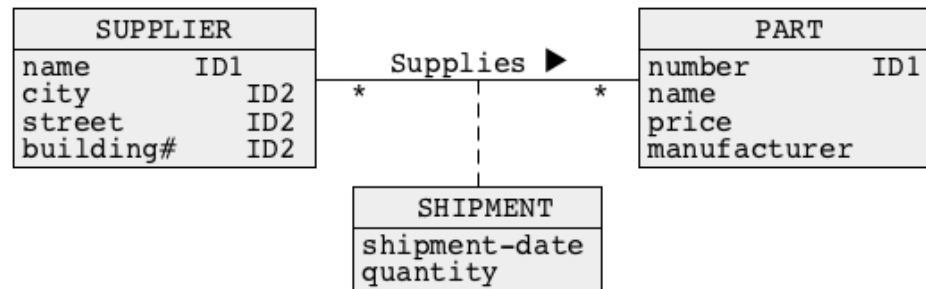 SUPPLIER
name ID1
city ID2
street ID2
building# ID2
Supplies ▶
* *
PART
number ID1
name
price
manufacturer
SHIPMENT
shipment-date
quantity